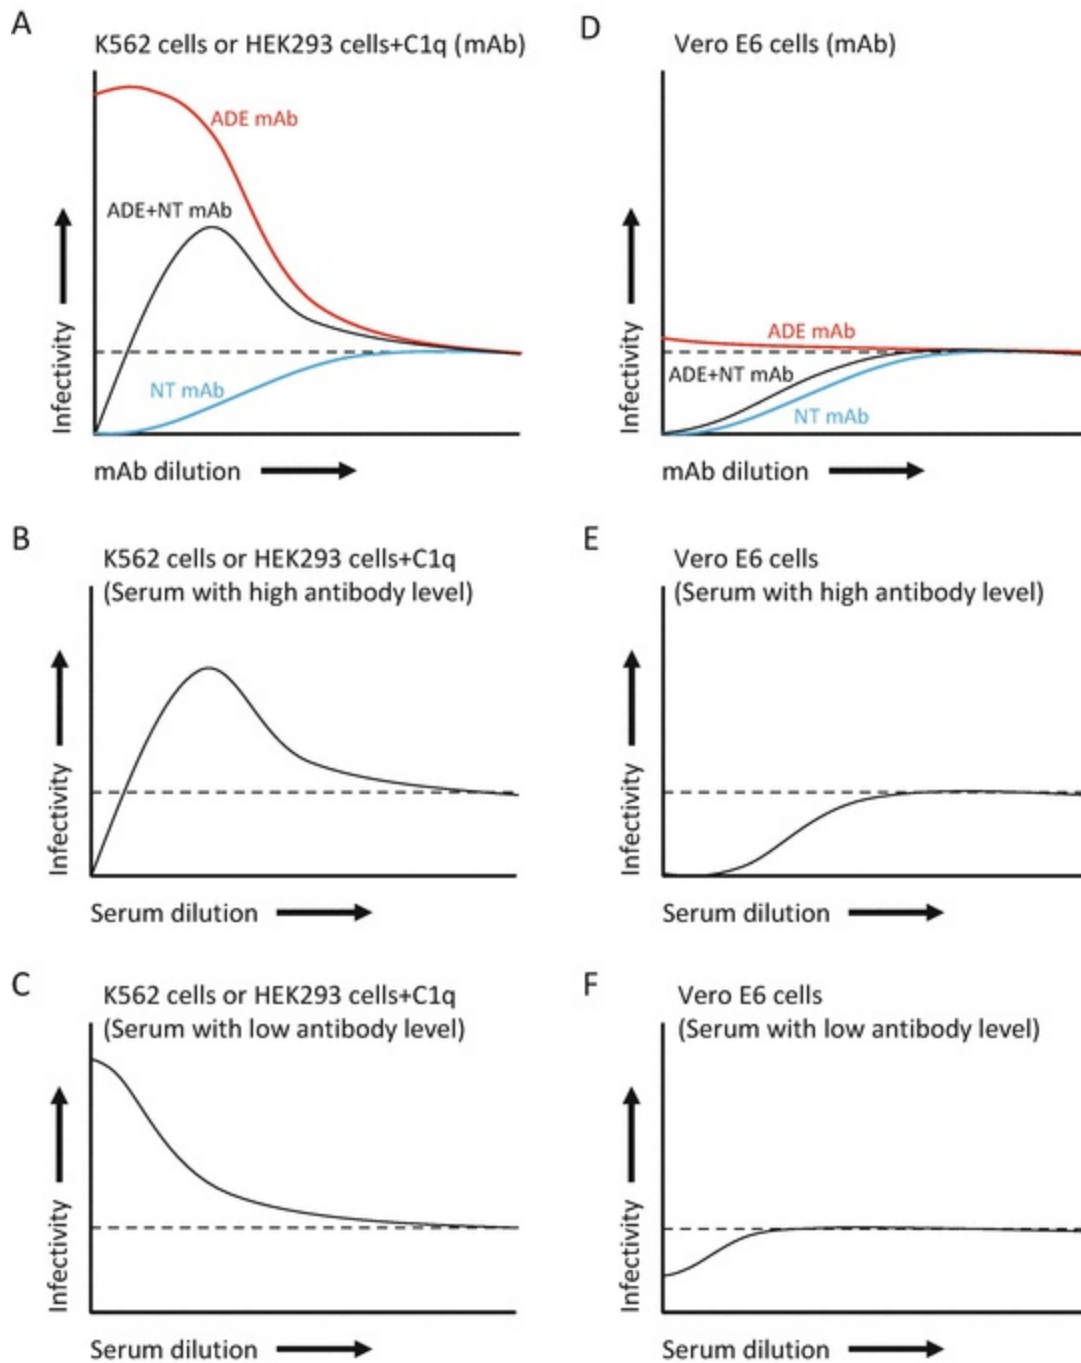 A
K562 cells or HEK293 cells+C1q (mAb)
ADE mAb
ADE+NT mAb
NT mAb
Infectivity
mAb dilution
D
Vero E6 cells (mAb)
ADE mAb
ADE+NT mAb
NT mAb
Infectivity
mAb dilution
B
K562 cells or HEK293 cells+C1q
(Serum with high antibody level)
Infectivity
Serum dilution
E
Vero E6 cells
(Serum with high antibody level)
Infectivity
Serum dilution
C
K562 cells or HEK293 cells+C1q
(Serum with low antibody level)
Infectivity
Serum dilution
F
Vero E6 cells
(Serum with low antibody level)
Infectivity
Serum dilution